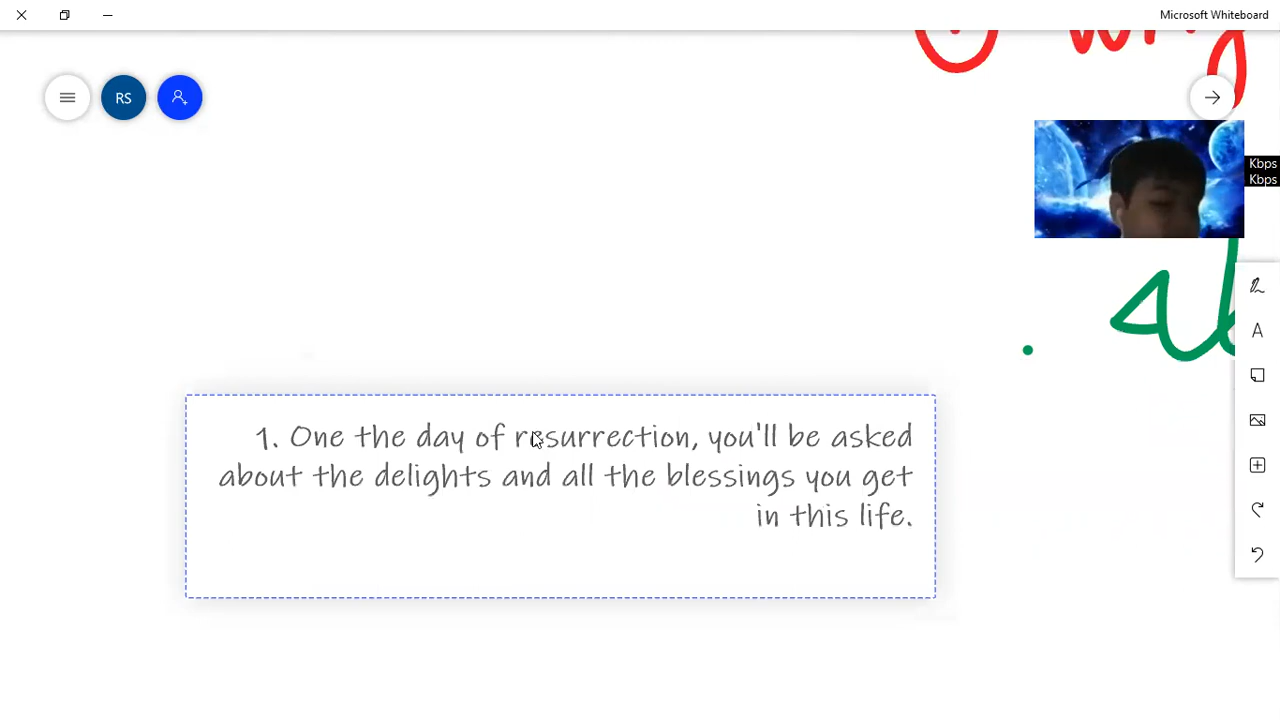 Microsoft Whiteboard
RS
Kbps
Kbps
A
1. One the day of resurrection, you'll be asked
about the delights and all the blessings you get
in this life.